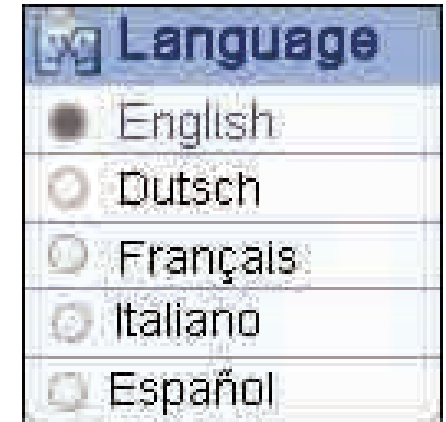 Language
English
Dutsch
Français
Italiano
Español